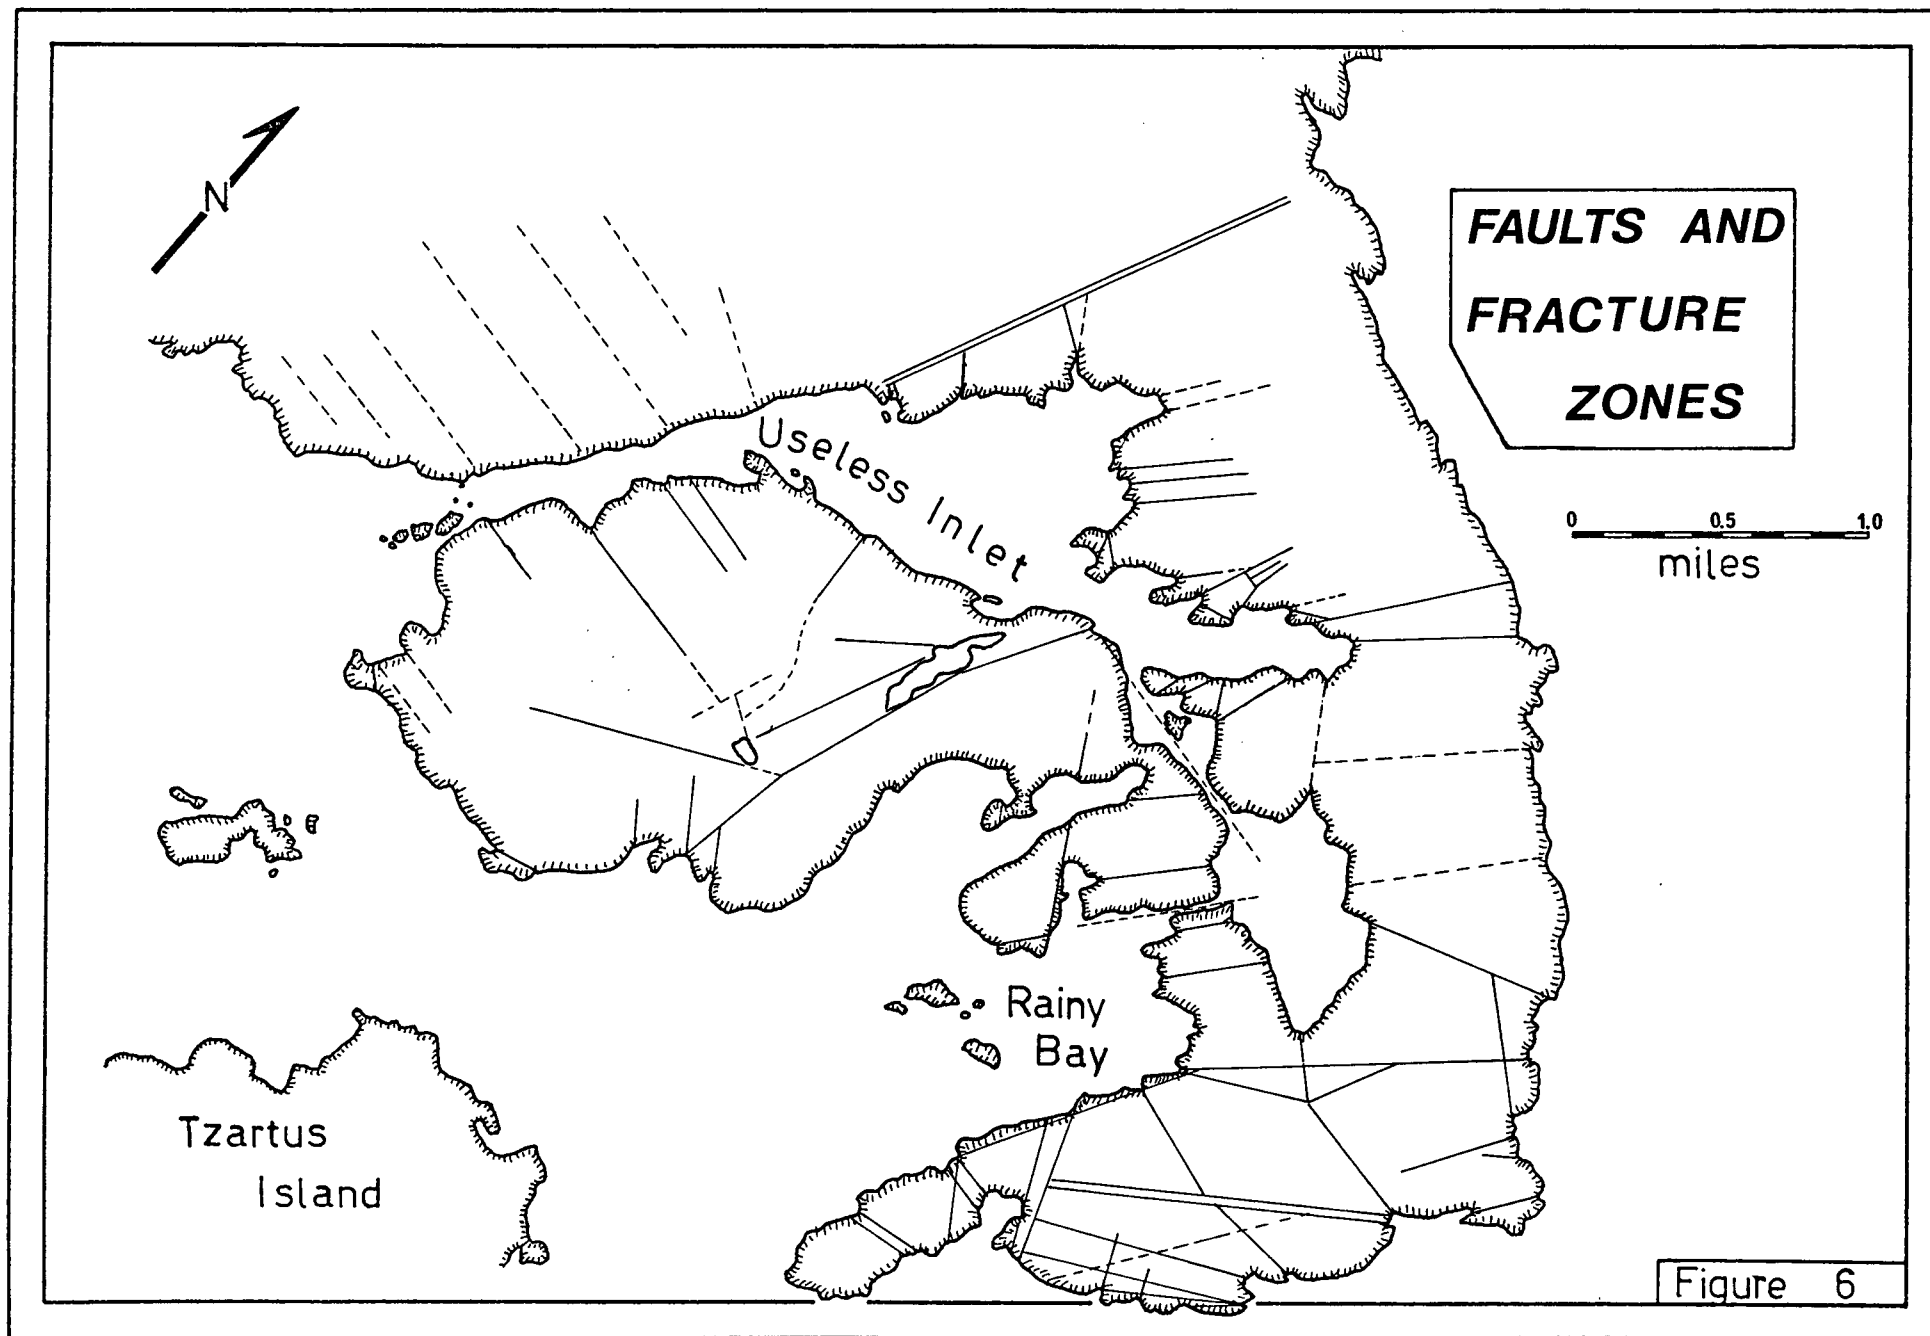 N
FAULTS AND
FRACTURE
ZONES
0 0.5 1.0
miles
Useless Inlet
Rainy
Bay
Tzartus
Island
Figure 6